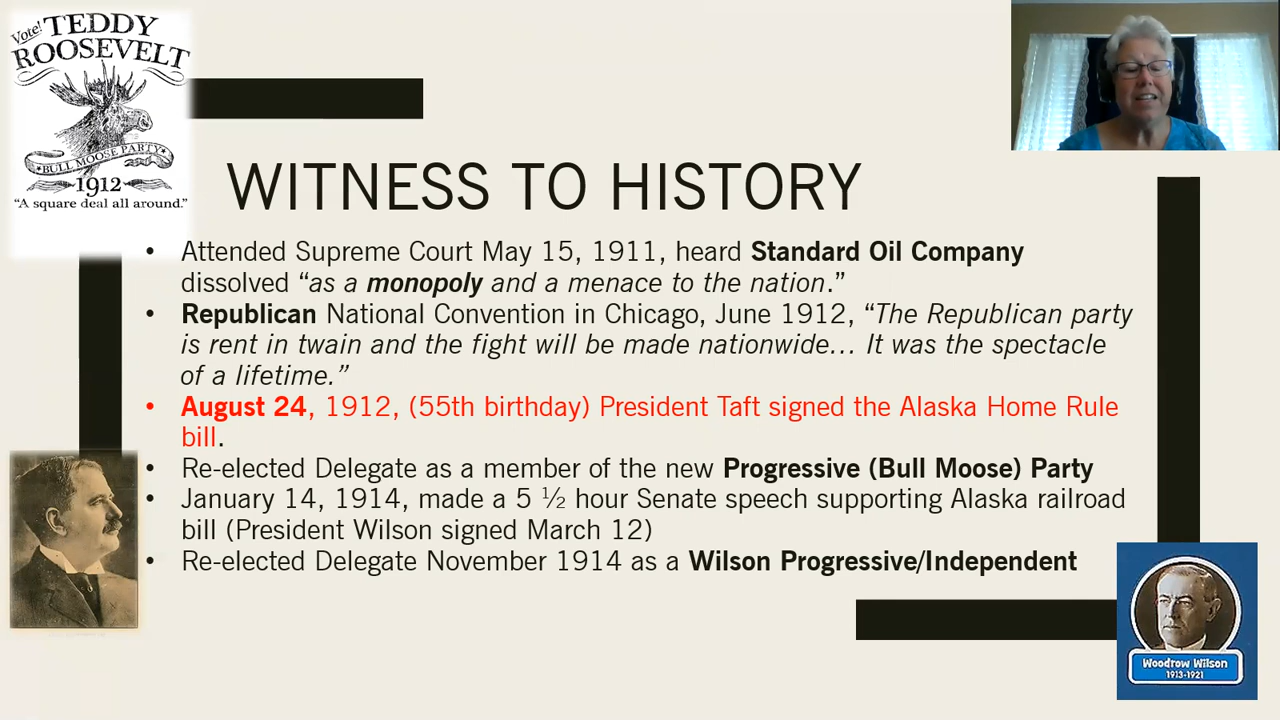 Vote! TEDDY
ROOSEVELT
BULL MOOSE PARTY
1912
“A square deal all around.”
WITNESS TO HISTORY
• Attended Supreme Court May 15, 1911, heard Standard Oil Company
dissolved “as a monopoly and a menace to the nation.”
• Republican National Convention in Chicago, June 1912, “The Republican party
is rent in twain and the fight will be made nationwide… It was the spectacle
of a lifetime.”
• August 24, 1912, (55th birthday) President Taft signed the Alaska Home Rule
bill.
• Re-elected Delegate as a member of the new Progressive (Bull Moose) Party
• January 14, 1914, made a 5 ½ hour Senate speech supporting Alaska railroad
bill (President Wilson signed March 12)
• Re-elected Delegate November 1914 as a Wilson Progressive/Independent
Woodrow Wilson
1913-1921